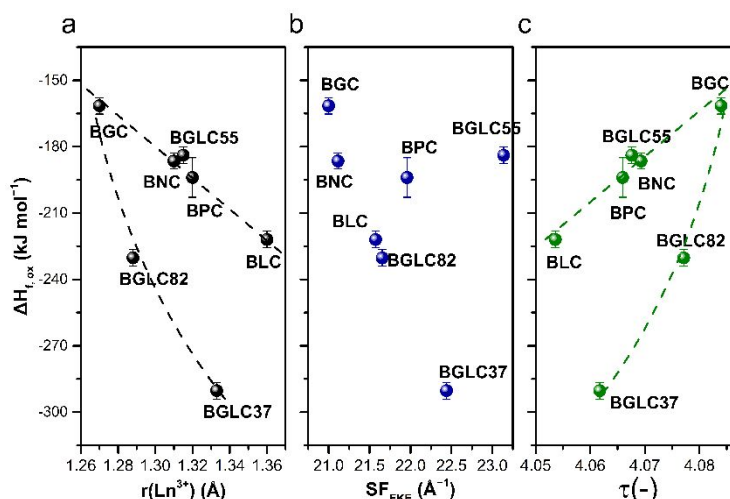 a
b
c
ΔH_f, ox (kJ mol⁻¹)
-150
-180
-210
-240
-270
-300
BGC
BGLC55
BNC
BPC
BLC
BGLC82
BGLC37
1.26 1.28 1.30 1.32 1.34 1.36
r(Ln³⁺) (Å)
BGC
BGLC55
BPC
BNC
BLC
BGLC82
BGLC37
21.0 21.5 22.0 22.5 23.0
SF_FKF (Å⁻¹)
BGC
BGLC55
BNC
BPC
BLC
BGLC82
BGLC37
4.05 4.06 4.07 4.08
τ(-)